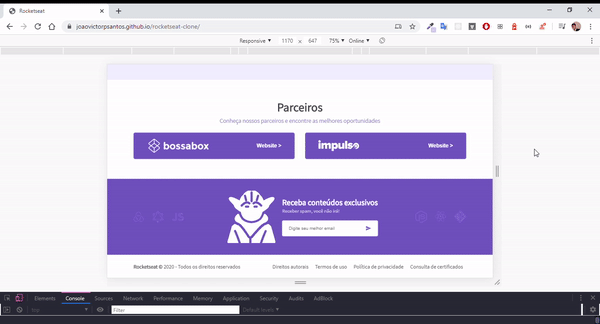 Rocketseat
joaovictorpsantos.github.io/rocketseat-clone/
Responsive 1170 x 647 75% Online
Parceiros
Conheça nossos parceiros e encontre as melhores oportunidades
bossabox Website > impulso Website >
Receba conteúdos exclusivos
Receber spam, você não irá!
Digite seu melhor email
Rocketseat © 2020 - Todos os direitos reservados Direitos autorais Termos de uso Política de privacidade Consulta de certificados
Elements Console Sources Network Performance Memory Application Security Audits AdBlock
top Filter Default levels